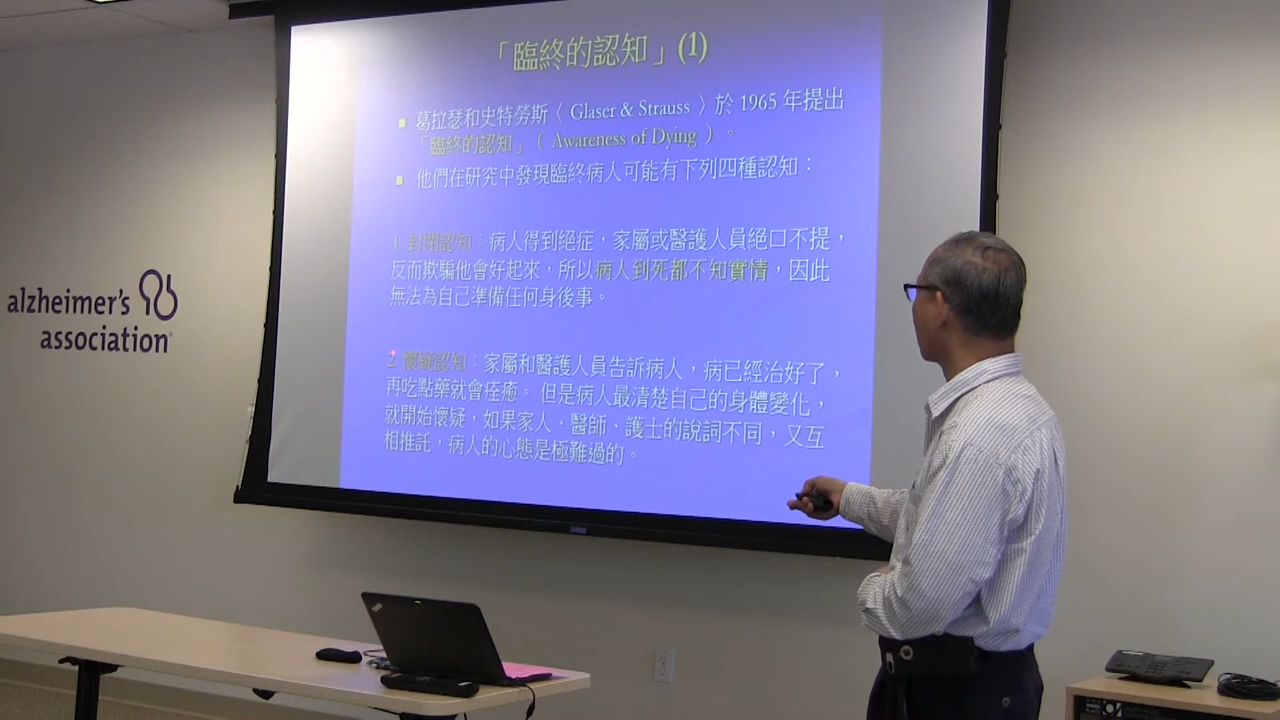 「臨終的認知」(1)
葛拉瑟和史特勞斯〈 Glaser & Strauss 〉於 1965 年提出
「臨終的認知」（ Awareness of Dying ）。
他們在研究中發現臨終病人可能有下列四種認知：
1. 封閉認知：病人得到絕症，家屬或醫護人員絕口不提，
反而欺騙他會好起來，所以病人到死都不知實情，因此
無法為自己準備任何身後事。
2. 懷疑認知：家屬和醫護人員告訴病人，病已經治好了，
再吃點藥就會痊癒。 但是病人最清楚自己的身體變化，
就開始懷疑，如果家人、醫師、護士的說詞不同，又互
相推託，病人的心態是極難過的。
alzheimer's
association